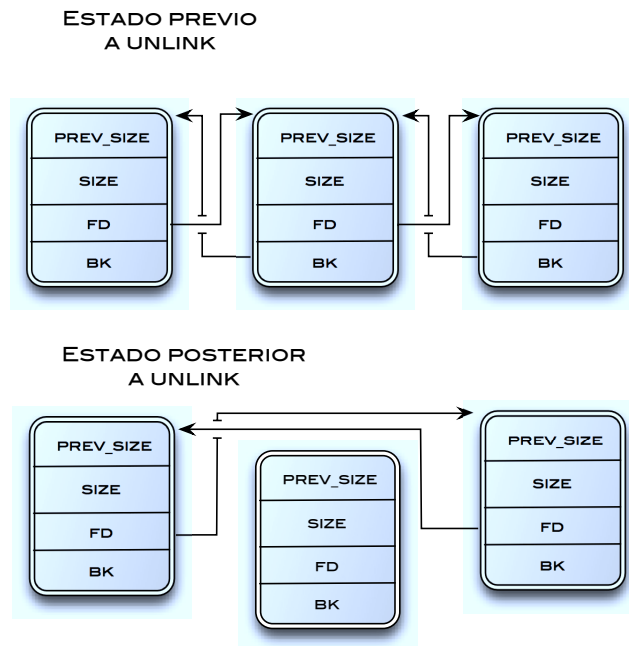 ESTADO PREVIO
A UNLINK
PREV_SIZE
SIZE
FD
BK
PREV_SIZE
SIZE
FD
BK
PREV_SIZE
SIZE
FD
BK
ESTADO POSTERIOR
A UNLINK
PREV_SIZE
SIZE
FD
BK
PREV_SIZE
SIZE
FD
BK
PREV_SIZE
SIZE
FD
BK